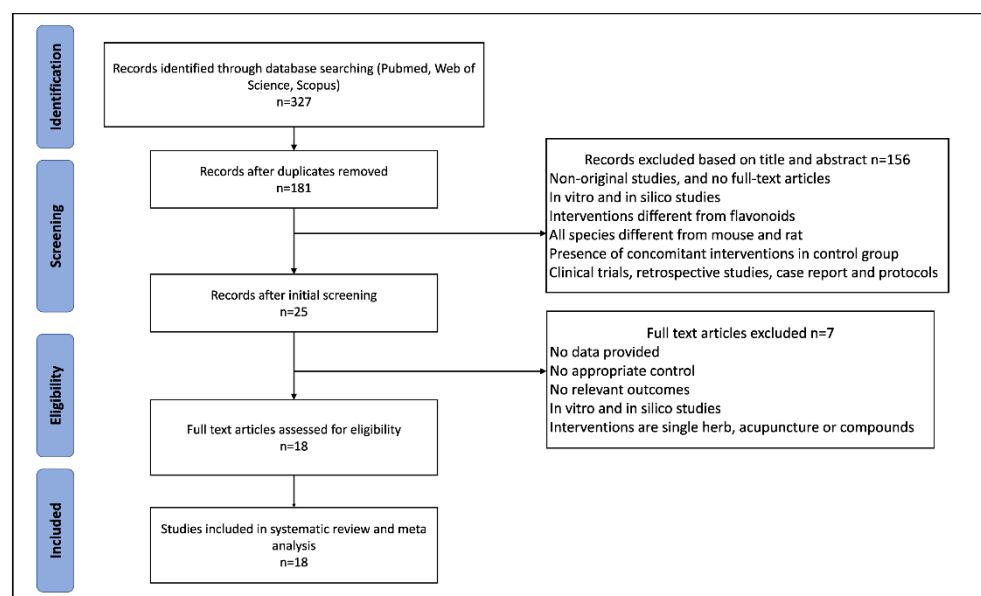 Identification
Records identified through database searching (Pubmed, Web of
Science, Scopus)
n=327
Screening
Records after duplicates removed
n=181
Records excluded based on title and abstract n=156
Non-original studies, and no full-text articles
In vitro and in silico studies
Interventions different from flavonoids
All species different from mouse and rat
Presence of concomitant interventions in control group
Clinical trials, retrospective studies, case report and protocols
Records after initial screening
n=25
Full text articles excluded n=7
No data provided
No appropriate control
No relevant outcomes
In vitro and in silico studies
Interventions are single herb, acupuncture or compounds
Eligibility
Full text articles assessed for eligibility
n=18
Included
Studies included in systematic review and meta
analysis
n=18